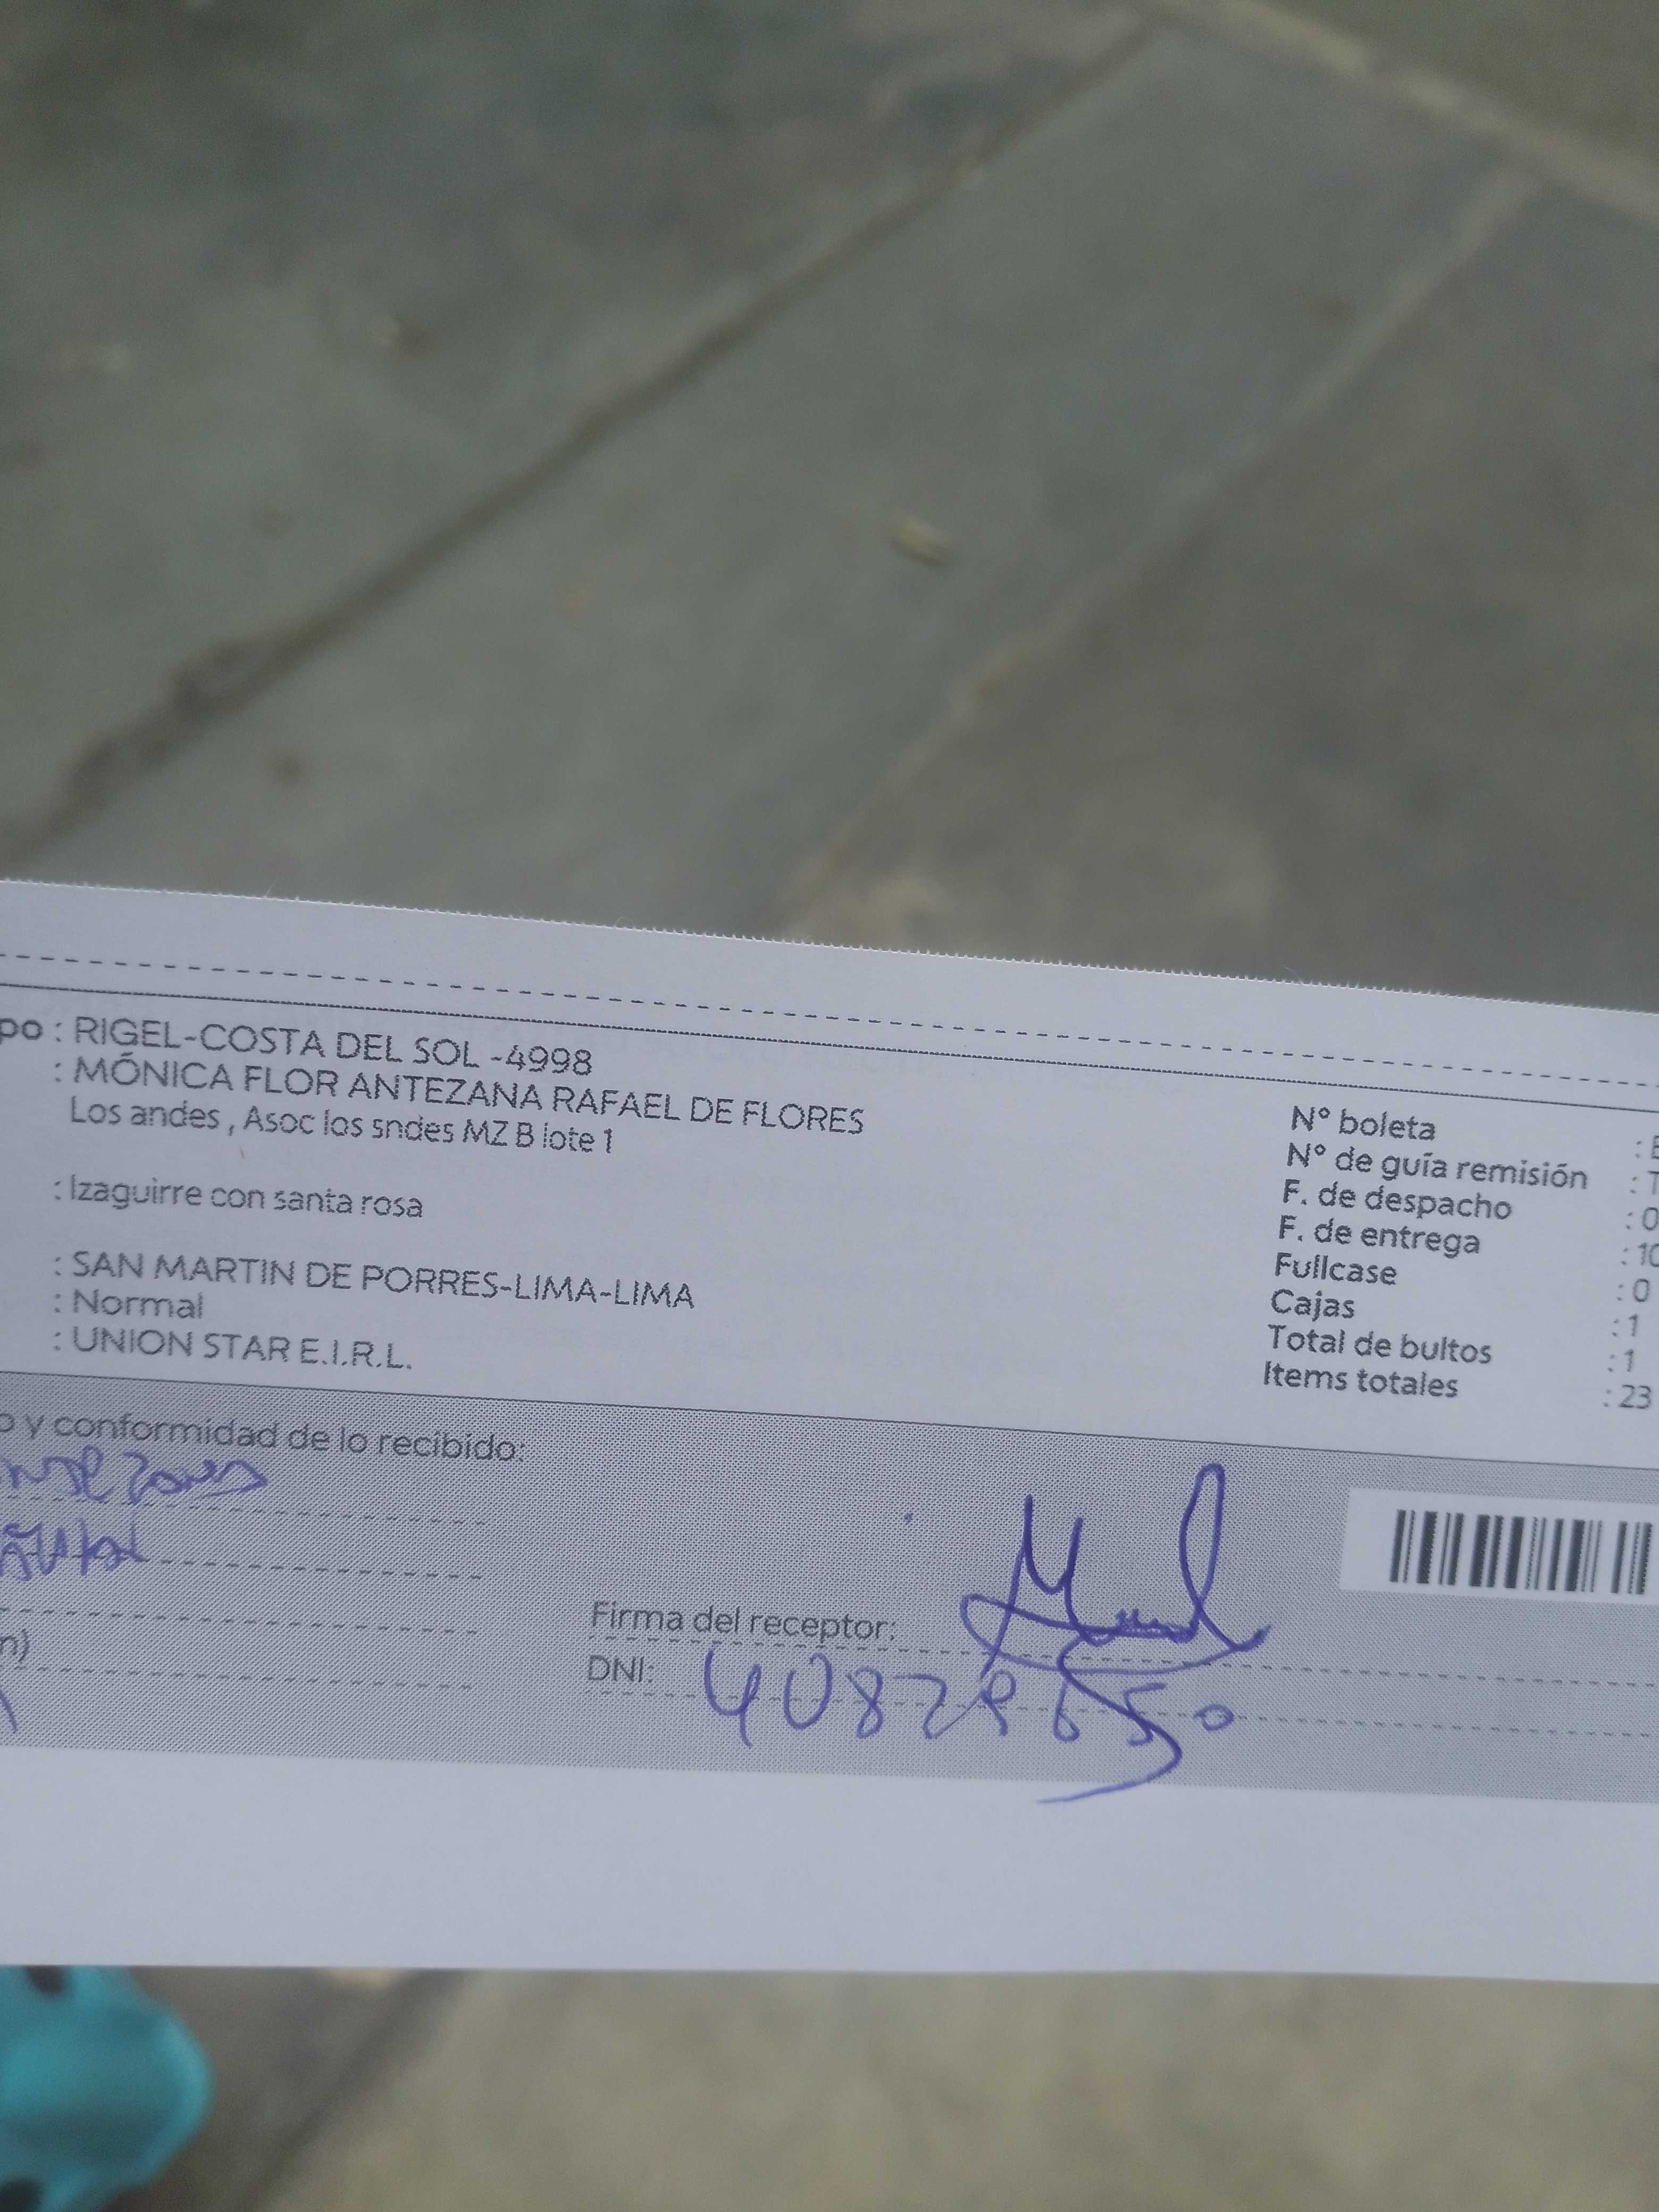 po : RIGEL-COSTA DEL SOL -4998
: MÓNICA FLOR ANTEZANA RAFAEL DE FLORES
Los andes , Asoc los sndes MZ B lote 1
: Izaguirre con santa rosa
: SAN MARTIN DE PORRES-LIMA-LIMA
: Normal
: UNION STAR E.I.R.L.
N° boleta
N° de guía remisión : T
F. de despacho : 0
F. de entrega : 10
Fullcase : 0
Cajas : 1
Total de bultos : 1
Items totales : 23
o y conformidad de lo recibido:
n)
Firma del receptor:
DNI: 40828650